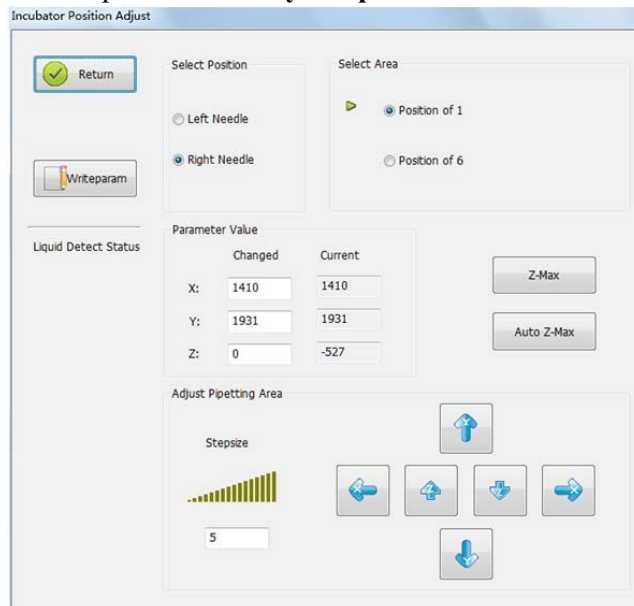 Incubator Position Adjust
Return
Writeparam
Liquid Detect Status
Select Position
Left Needle
Right Needle
Select Area
Position of 1
Position of 6
Parameter Value
Changed Current
X: 1410 1410
Y: 1931 1931
Z: 0 -527
Z-Max
Auto Z-Max
Adjust Pipetting Area
Stepsize
5
Y
X Z Z X
Y